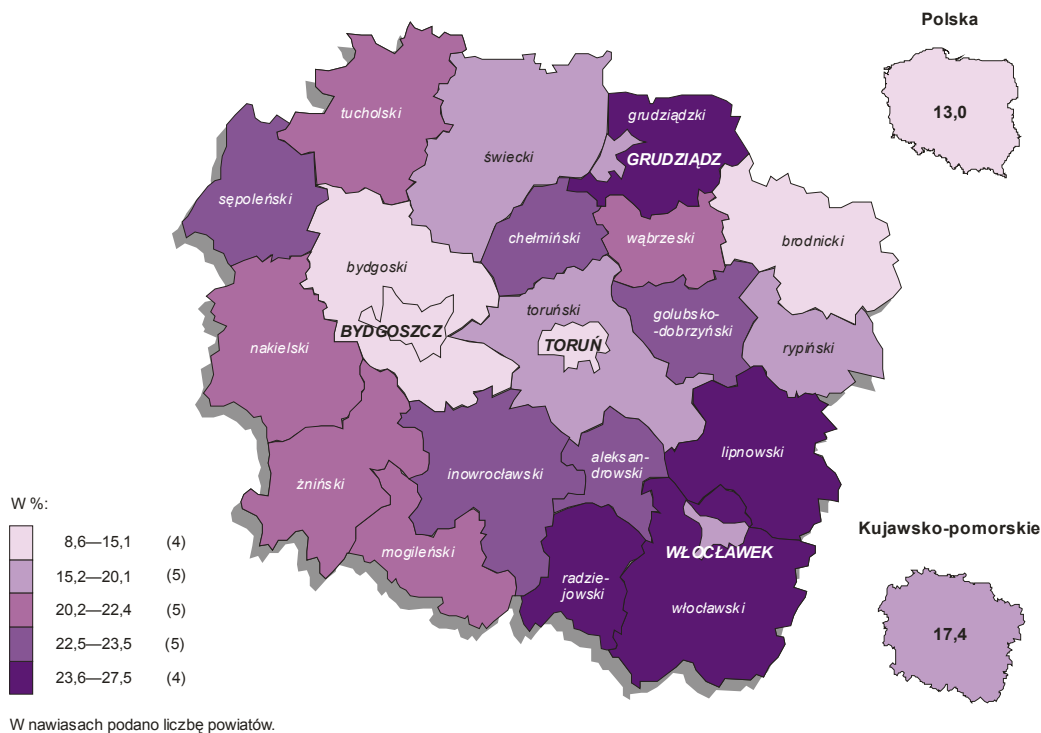 Polska
13,0
tucholski
grudziądzki
świecki
GRUDZIĄDZ
sępoleński
chełmiński
wąbrzeski
brodnicki
bydgoski
toruński
golubsko-
-dobrzyński
BYDGOSZCZ
TORUŃ
nakielski
rypiński
inowrocławski
aleksan-
drowski
lipnowski
żniński
mogileński
WŁOCŁAWEK
radzie-
jowski
włocławski
Kujawsko-pomorskie
17,4
W %:
8,6—15,1 (4)
15,2—20,1 (5)
20,2—22,4 (5)
22,5—23,5 (5)
23,6—27,5 (4)
W nawiasach podano liczbę powiatów.